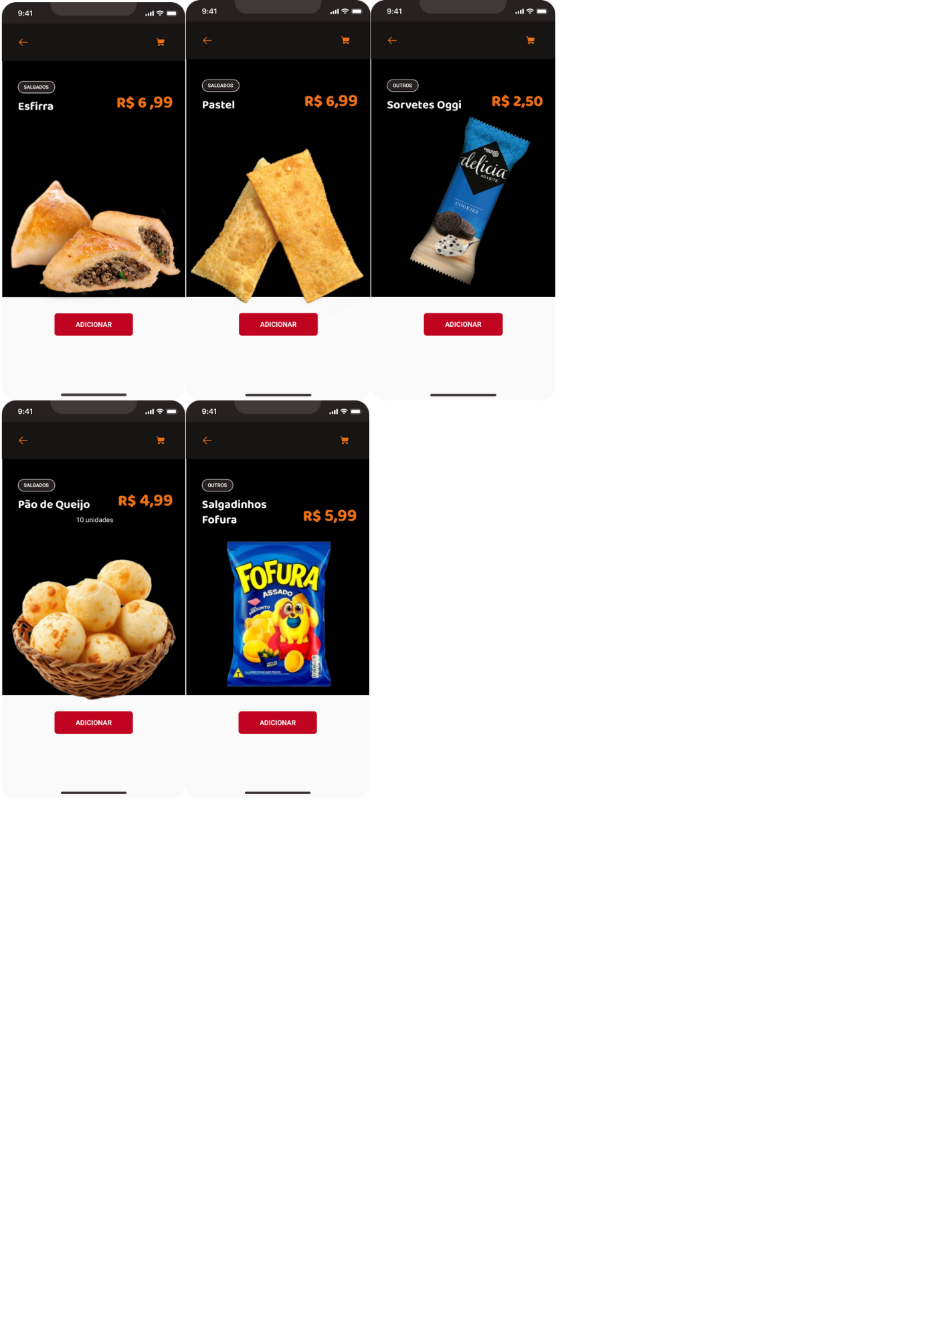 9:41
SALGADOS
Esfirra
R$ 6 ,99
ADICIONAR
9:41
SALGADOS
Pastel
R$ 6,99
ADICIONAR
9:41
OUTROS
Sorvetes Oggi
R$ 2,50
delícia
COOKIES
ADICIONAR
9:41
SALGADOS
Pão de Queijo
R$ 4,99
10 unidades
ADICIONAR
9:41
OUTROS
Salgadinhos
Fofura
R$ 5,99
FOFURA
ASSADO
PRESUNTO
ADICIONAR